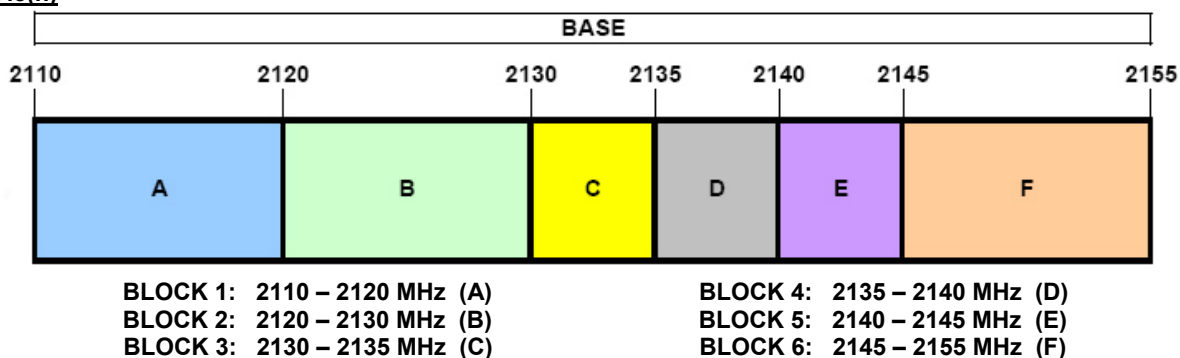 BASE
2110 2120 2130 2135 2140 2145 2155
A B C D E F
BLOCK 1: 2110 – 2120 MHz (A) BLOCK 4: 2135 – 2140 MHz (D)
BLOCK 2: 2120 – 2130 MHz (B) BLOCK 5: 2140 – 2145 MHz (E)
BLOCK 3: 2130 – 2135 MHz (C) BLOCK 6: 2145 – 2155 MHz (F)